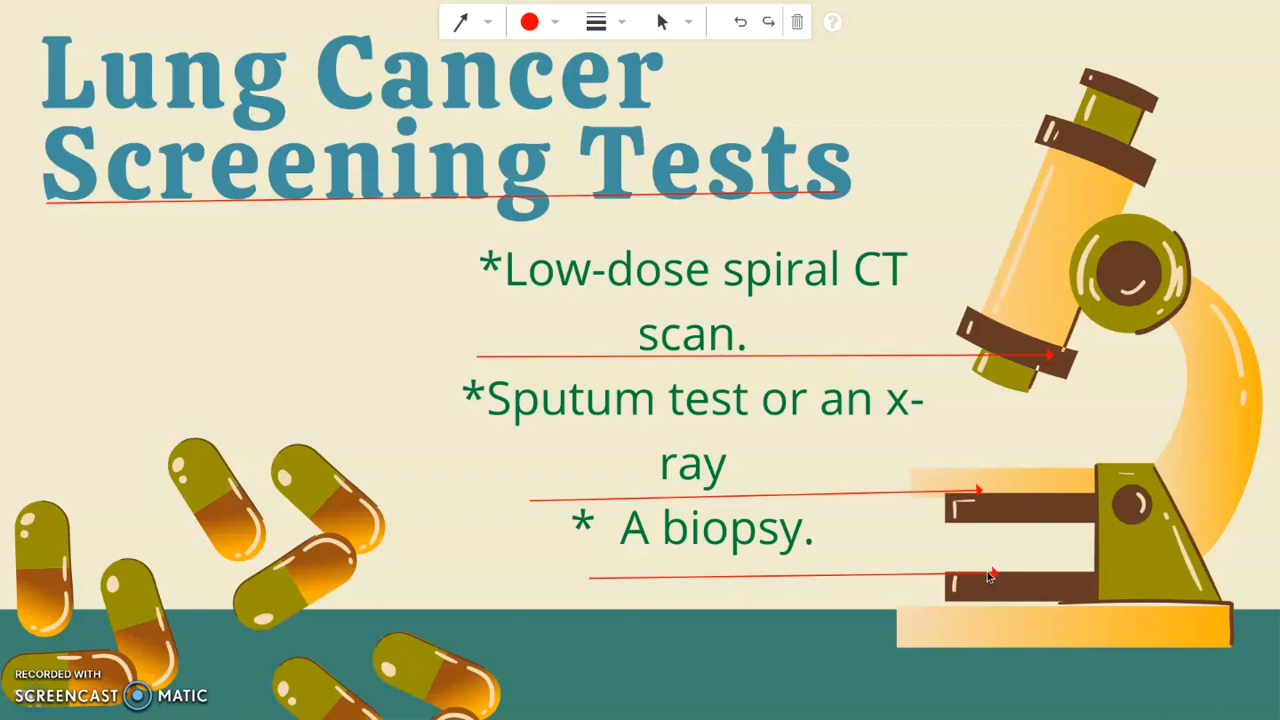 Lung Cancer
Screening Tests
*Low-dose spiral CT
scan.
*Sputum test or an x-
ray
* A biopsy.
RECORDED WITH
SCREENCAST MATIC